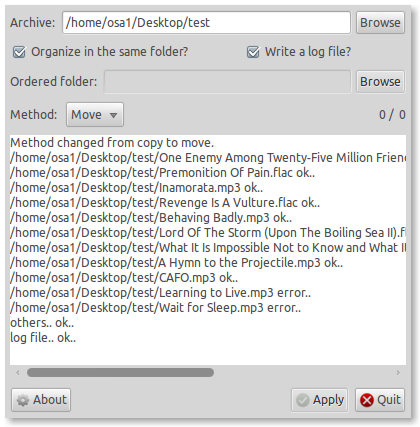 Archive: /home/osa1/Desktop/test Browse
Organize in the same folder? Write a log file?
Ordered folder: Browse
Method: Move 0 / 0
Method changed from copy to move.
/home/osa1/Desktop/test/One Enemy Among Twenty-Five Million Frien
/home/osa1/Desktop/test/Premonition Of Pain.flac ok..
/home/osa1/Desktop/test/Inamorata.mp3 ok..
/home/osa1/Desktop/test/Revenge Is A Vulture.flac ok..
/home/osa1/Desktop/test/Behaving Badly.mp3 ok..
/home/osa1/Desktop/test/Lord Of The Storm (Upon The Boiling Sea II).fl
/home/osa1/Desktop/test/What It Is Impossible Not to Know and What It
/home/osa1/Desktop/test/A Hymn to the Projectile.mp3 ok..
/home/osa1/Desktop/test/CAFO.mp3 ok..
/home/osa1/Desktop/test/Learning to Live.mp3 error..
/home/osa1/Desktop/test/Wait for Sleep.mp3 error..
others.. ok..
log file.. ok..
About Apply Quit